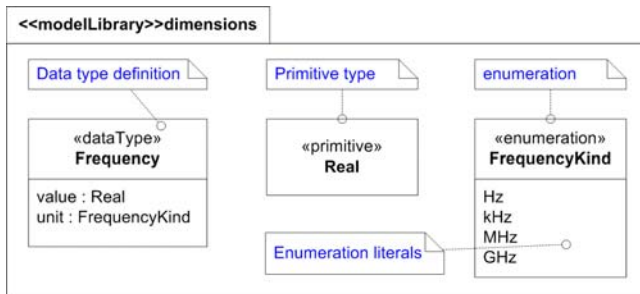 <<modelLibrary>>dimensions
Data type definition
Primitive type
enumeration
«dataType»
Frequency
value : Real
unit : FrequencyKind
«primitive»
Real
«enumeration»
FrequencyKind
Hz
kHz
MHz
GHz
Enumeration literals